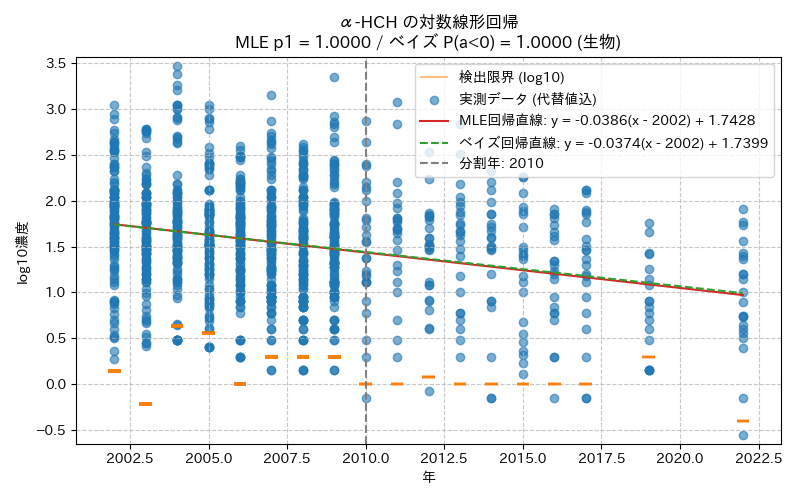 α-HCH の対数線形回帰
MLE p1 = 1.0000 / ベイズ P(a<0) = 1.0000 (生物)
検出限界 (log10)
実測データ (代替値込)
MLE回帰直線: y = -0.0386(x - 2002) + 1.7428
ベイズ回帰直線: y = -0.0374(x - 2002) + 1.7399
分割年: 2010
log10濃度
3.5
3.0
2.5
2.0
1.5
1.0
0.5
0.0
−0.5
2002.5 2005.0 2007.5 2010.0 2012.5 2015.0 2017.5 2020.0 2022.5
年